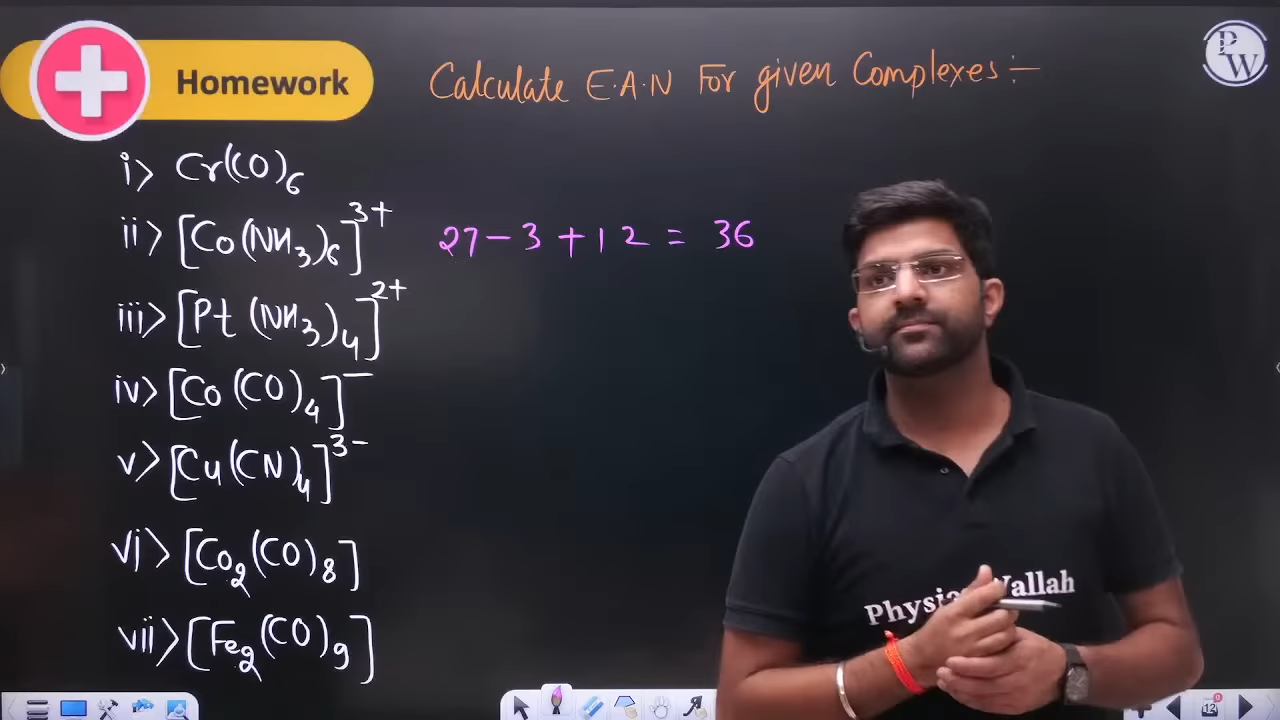 Homework
Calculate E.A.N For given Complexes :-
PW
i> Cr(CO)₆
ii> [Co(NH₃)₆]³⁺ 27 - 3 + 12 = 36
iii> [Pt(NH₃)₄]²⁺
iv> [Co(CO)₄]⁻
v> [Cu(CN)₄]³⁻
vi> [Co₂(CO)₈]
vii> [Fe₂(CO)₉]
Wallah
12